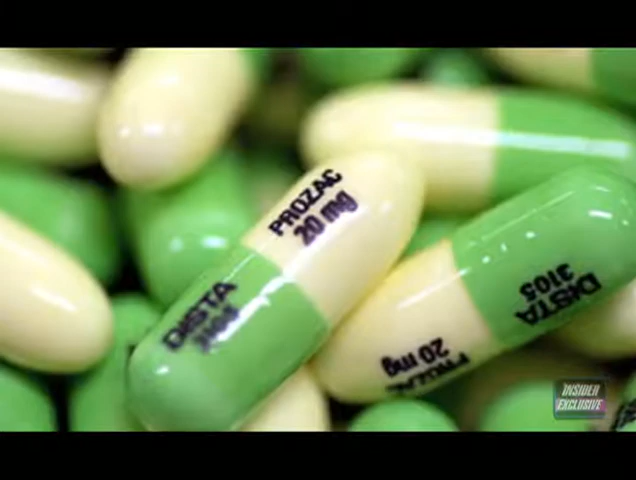 PROZAC
20 mg
DISTA
DISTA
3105
PROZAC
20 mg
INSIDER
EXCLUSIVE